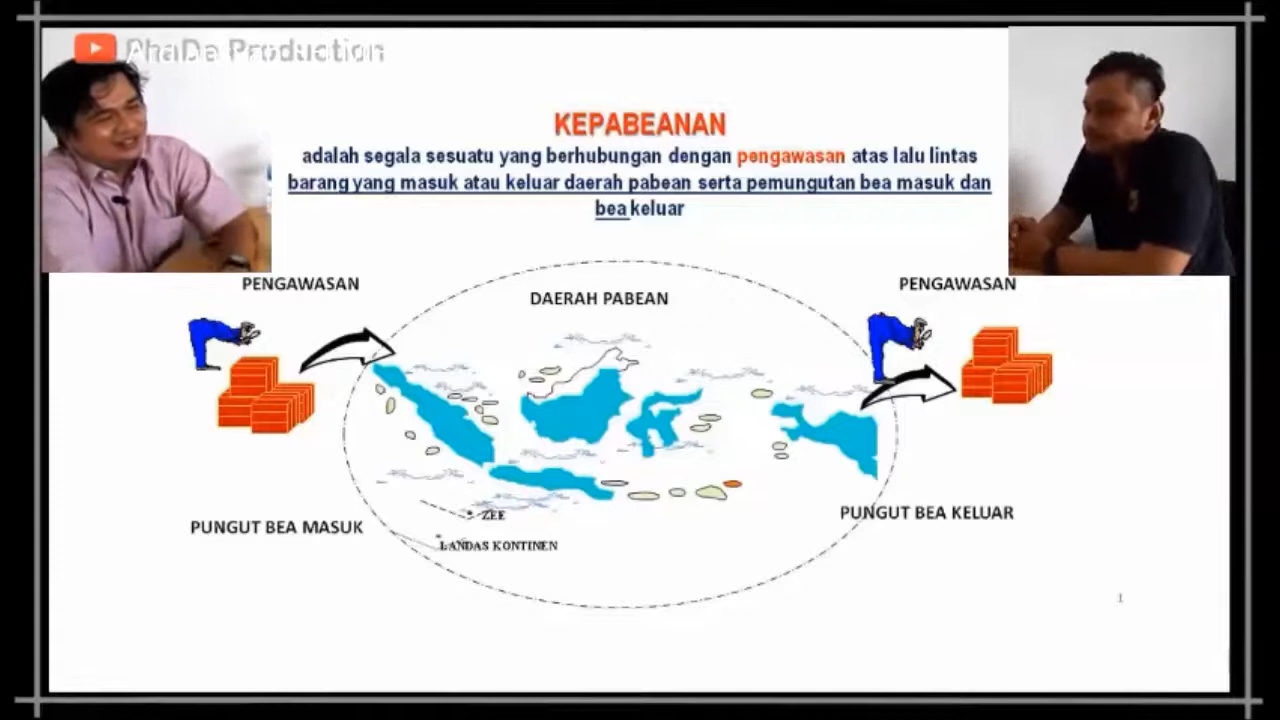 AhaDa Production
KEPABEANAN
adalah segala sesuatu yang berhubungan dengan pengawasan atas lalu lintas
barang yang masuk atau keluar daerah pabean serta pemungutan bea masuk dan
bea keluar
PENGAWASAN
DAERAH PABEAN
PENGAWASAN
PUNGUT BEA MASUK
ZEE
LANDAS KONTINEN
PUNGUT BEA KELUAR
1